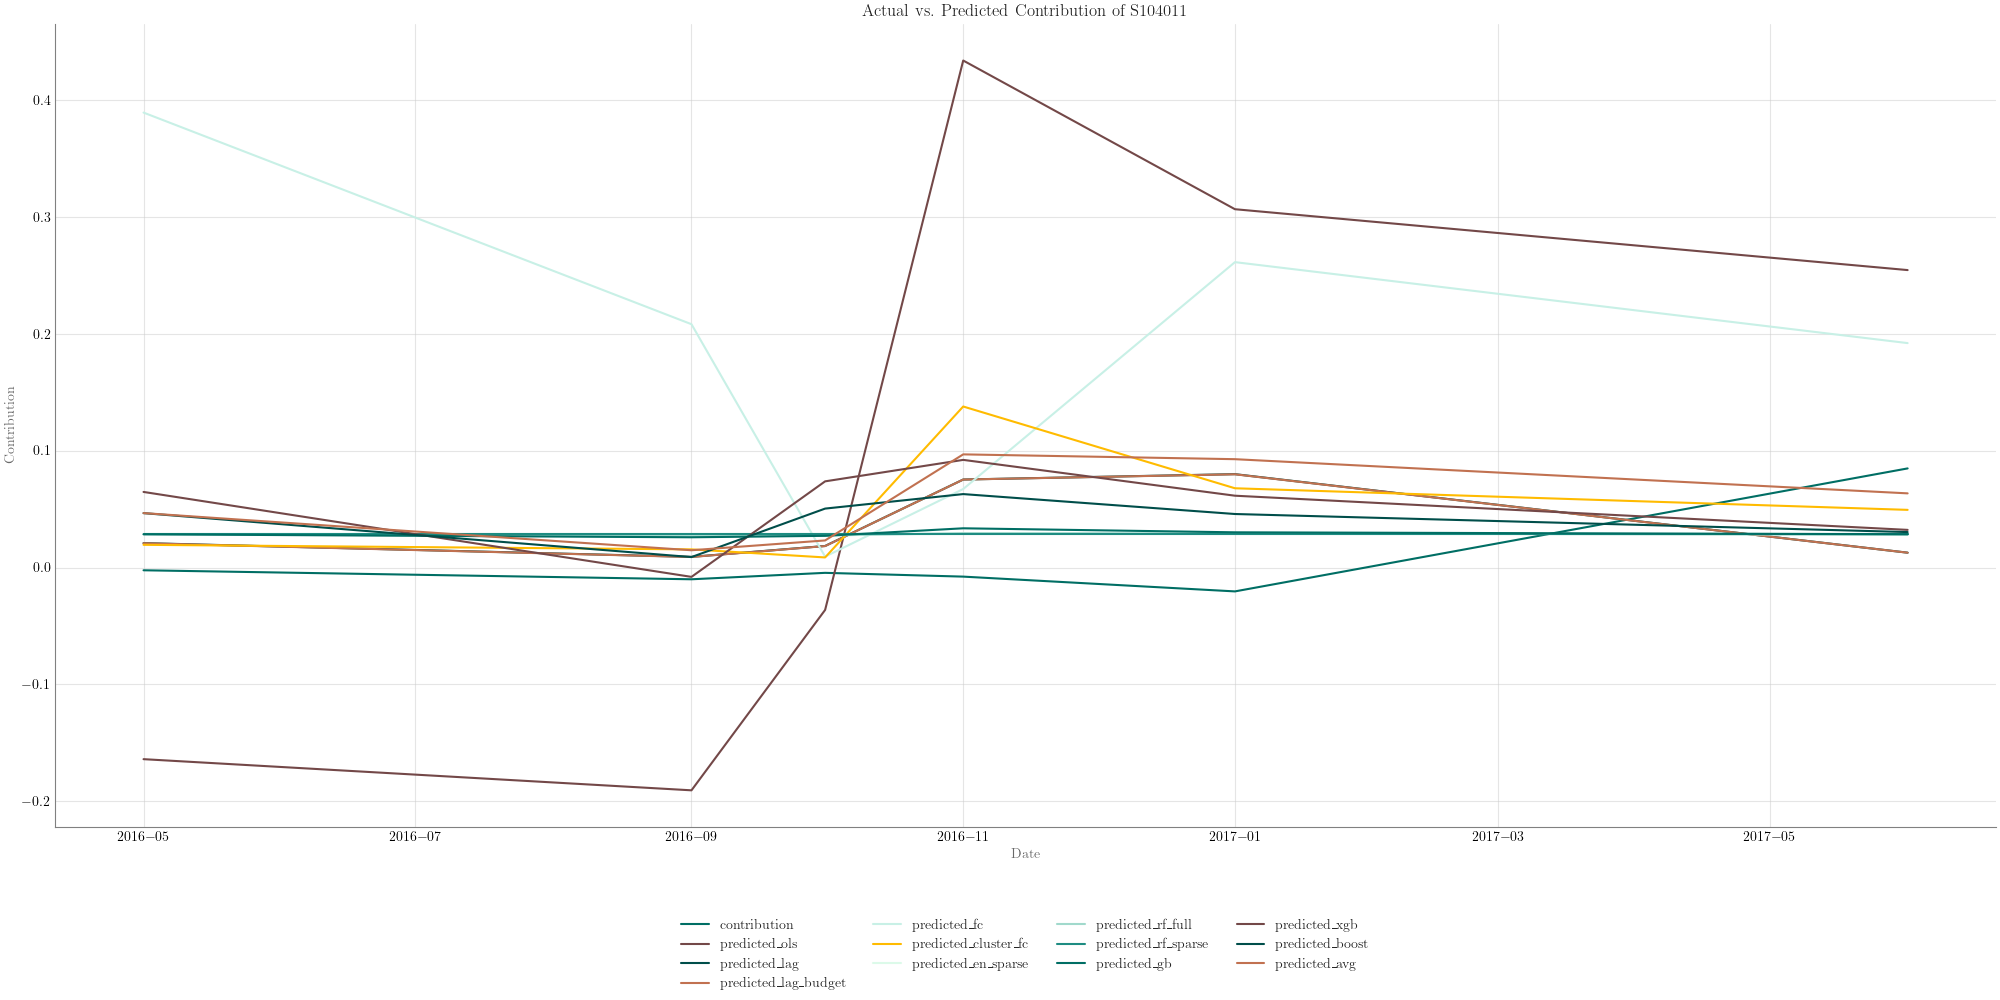 Actual vs. Predicted Contribution of S104011
Contribution
0.4
0.3
0.2
0.1
0.0
−0.1
−0.2
2016−05
2016−07
2016−09
2016−11
2017−01
2017−03
2017−05
Date
contribution
predicted_ols
predicted_lag
predicted_lag_budget
predicted_fc
predicted_cluster_fc
predicted_en_sparse
predicted_rf_full
predicted_rf_sparse
predicted_gb
predicted_xgb
predicted_boost
predicted_avg